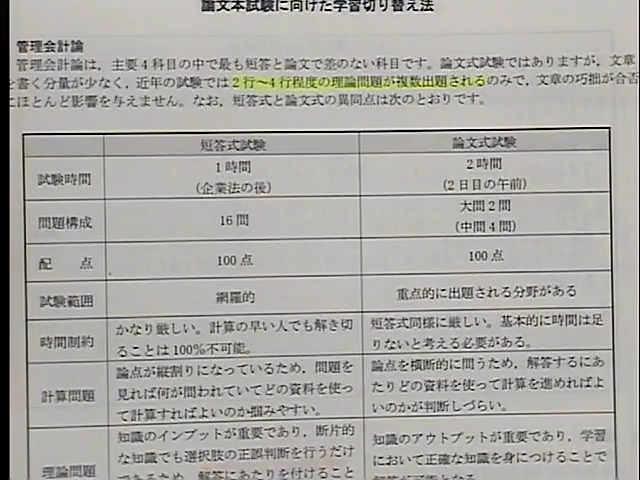 論文本試験に向けた学習切り替え法
管理会計論
管理会計論は，主要4科目の中で最も短答と論文で差のない科目です。論文式試験ではありますが，文章
を書く分量が少なく，近年の試験では2行～4行程度の理論問題が複数出題されるのみで，文章の巧拙が合否
にほとんど影響を与えません。なお，短答式と論文式の異同点は次のとおりです。
短答式試験 論文式試験
試験時間 1時間 2時間
（企業法の後） （2日目の午前）
問題構成 16問 大問2問
（中間4問）
配 点 100点 100点
試験範囲 網羅的 重点的に出題される分野がある
時間制約 かなり厳しい。計算の早い人でも解き切 短答式同様に厳しい。基本的に時間は足
ることは100%不可能。 りないと考える必要がある。
計算問題 論点が縦割りになっているため，問題を 論点を横断的に問うため，解答するにあ
見れば何が問われていてどの資料を使っ たりどの資料を使って計算を進めればよ
て計算すればよいのか掴みやすい。 いのかが判断しづらい。
理論問題 知識のインプットが重要であり，断片的 知識のアウトプットが重要であり，学習
な知識でも選択肢の正誤判断を行うだけ において正確な知識を身につけることで
であるため，解答にあたりを付けること